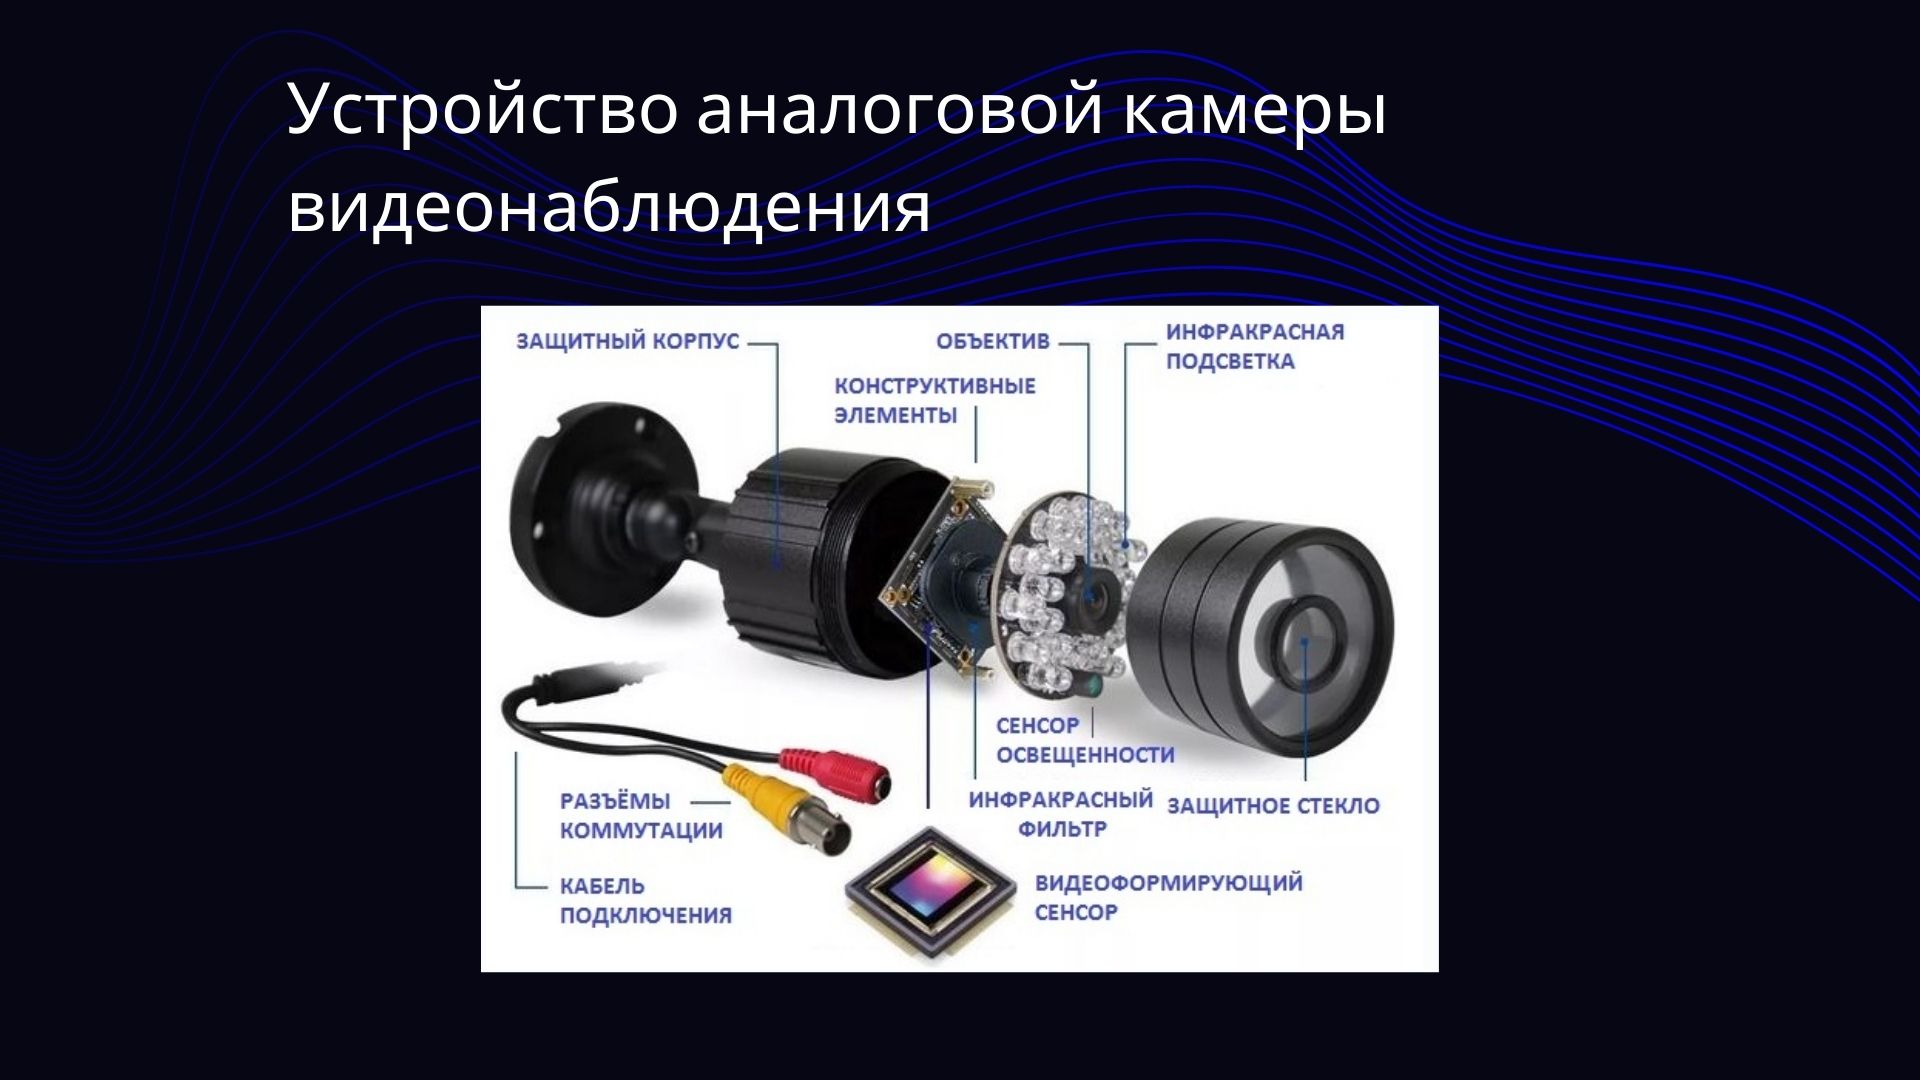 Устройство аналоговой камеры
видеонаблюдения
ЗАЩИТНЫЙ КОРПУС
ОБЪЕКТИВ
ИНФРАКРАСНАЯ
ПОДСВЕТКА
КОНСТРУКТИВНЫЕ
ЭЛЕМЕНТЫ
СЕНСОР
ОСВЕЩЕННОСТИ
ИНФРАКРАСНЫЙ
ФИЛЬТР
ЗАЩИТНОЕ СТЕКЛО
РАЗЪЁМЫ
КОММУТАЦИИ
КАБЕЛЬ
ПОДКЛЮЧЕНИЯ
ВИДЕОФОРМИРУЮЩИЙ
СЕНСОР